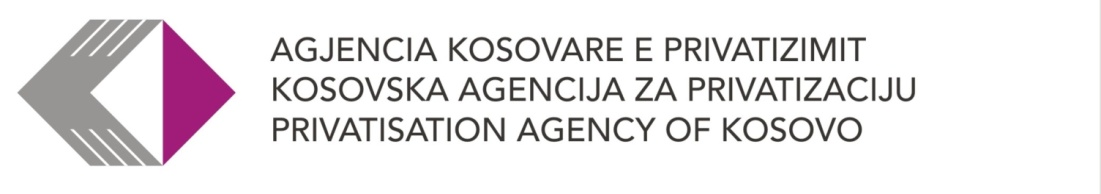 AGJENCIA KOSOVARE E PRIVATIZIMIT
KOSOVSKA AGENCIJA ZA PRIVATIZACIJU
PRIVATISATION AGENCY OF KOSOVO